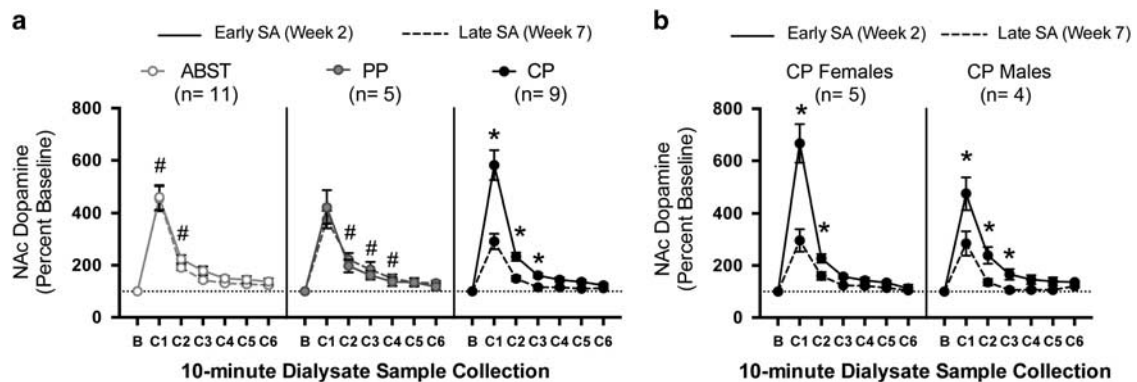 a
Early SA (Week 2) Late SA (Week 7)
ABST PP CP
(n= 11) (n= 5) (n= 9)
NAc Dopamine
(Percent Baseline)
800
600
400
200
0
# # # # # * * *
B C1 C2 C3 C4 C5 C6 B C1 C2 C3 C4 C5 C6 B C1 C2 C3 C4 C5 C6
10-minute Dialysate Sample Collection
b
Early SA (Week 2) Late SA (Week 7)
CP Females CP Males
(n= 5) (n= 4)
NAc Dopamine
(Percent Baseline)
800
600
400
200
0
* * * * *
B C1 C2 C3 C4 C5 C6 B C1 C2 C3 C4 C5 C6
10-minute Dialysate Sample Collection